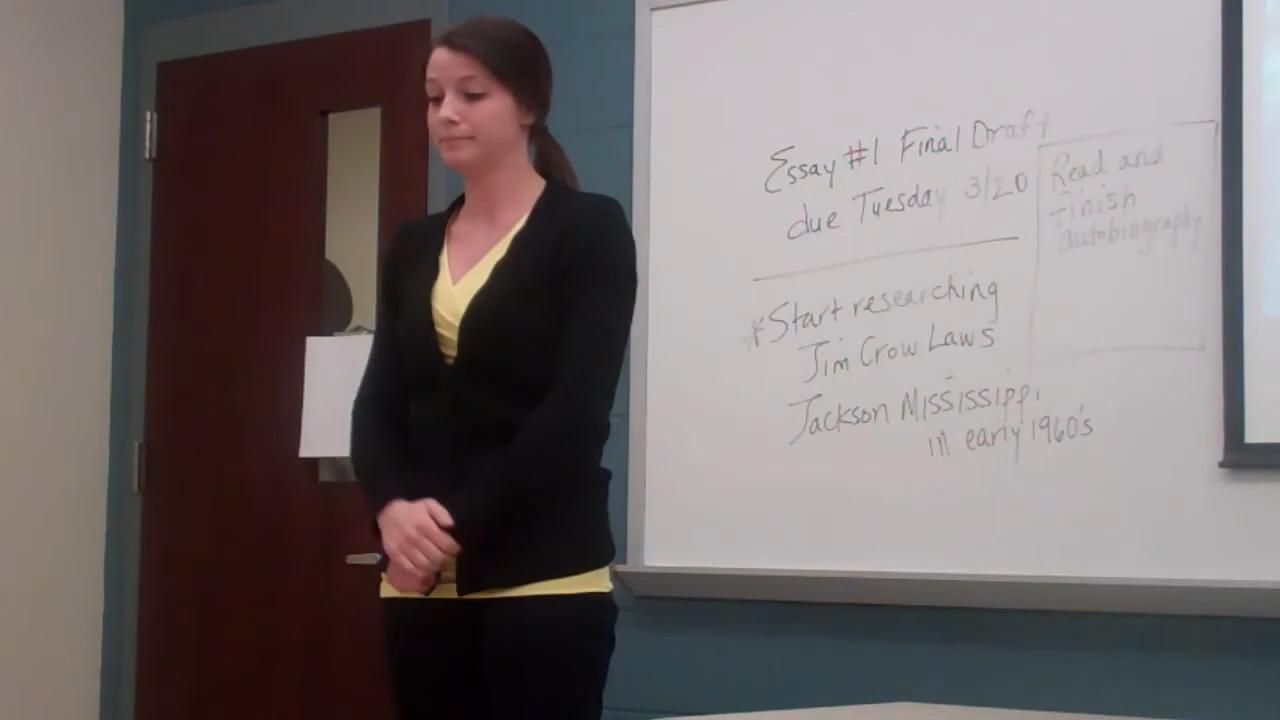 Essay #1 Final Draft
due Tuesday 3/20
*Start researching
Jim Crow Laws
Jackson Mississippi
in early 1960's
Read and
Finish
autobiography